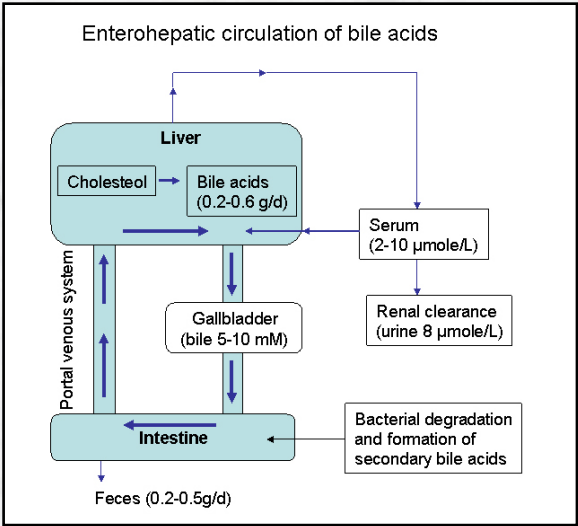 Enterohepatic circulation of bile acids
Liver
Cholesteol
Bile acids
(0.2-0.6 g/d)
Serum
(2-10 µmole/L)
Portal venous system
Gallbladder
(bile 5-10 mM)
Renal clearance
(urine 8 µmole/L)
Intestine
Bacterial degradation
and formation of
secondary bile acids
Feces (0.2-0.5g/d)